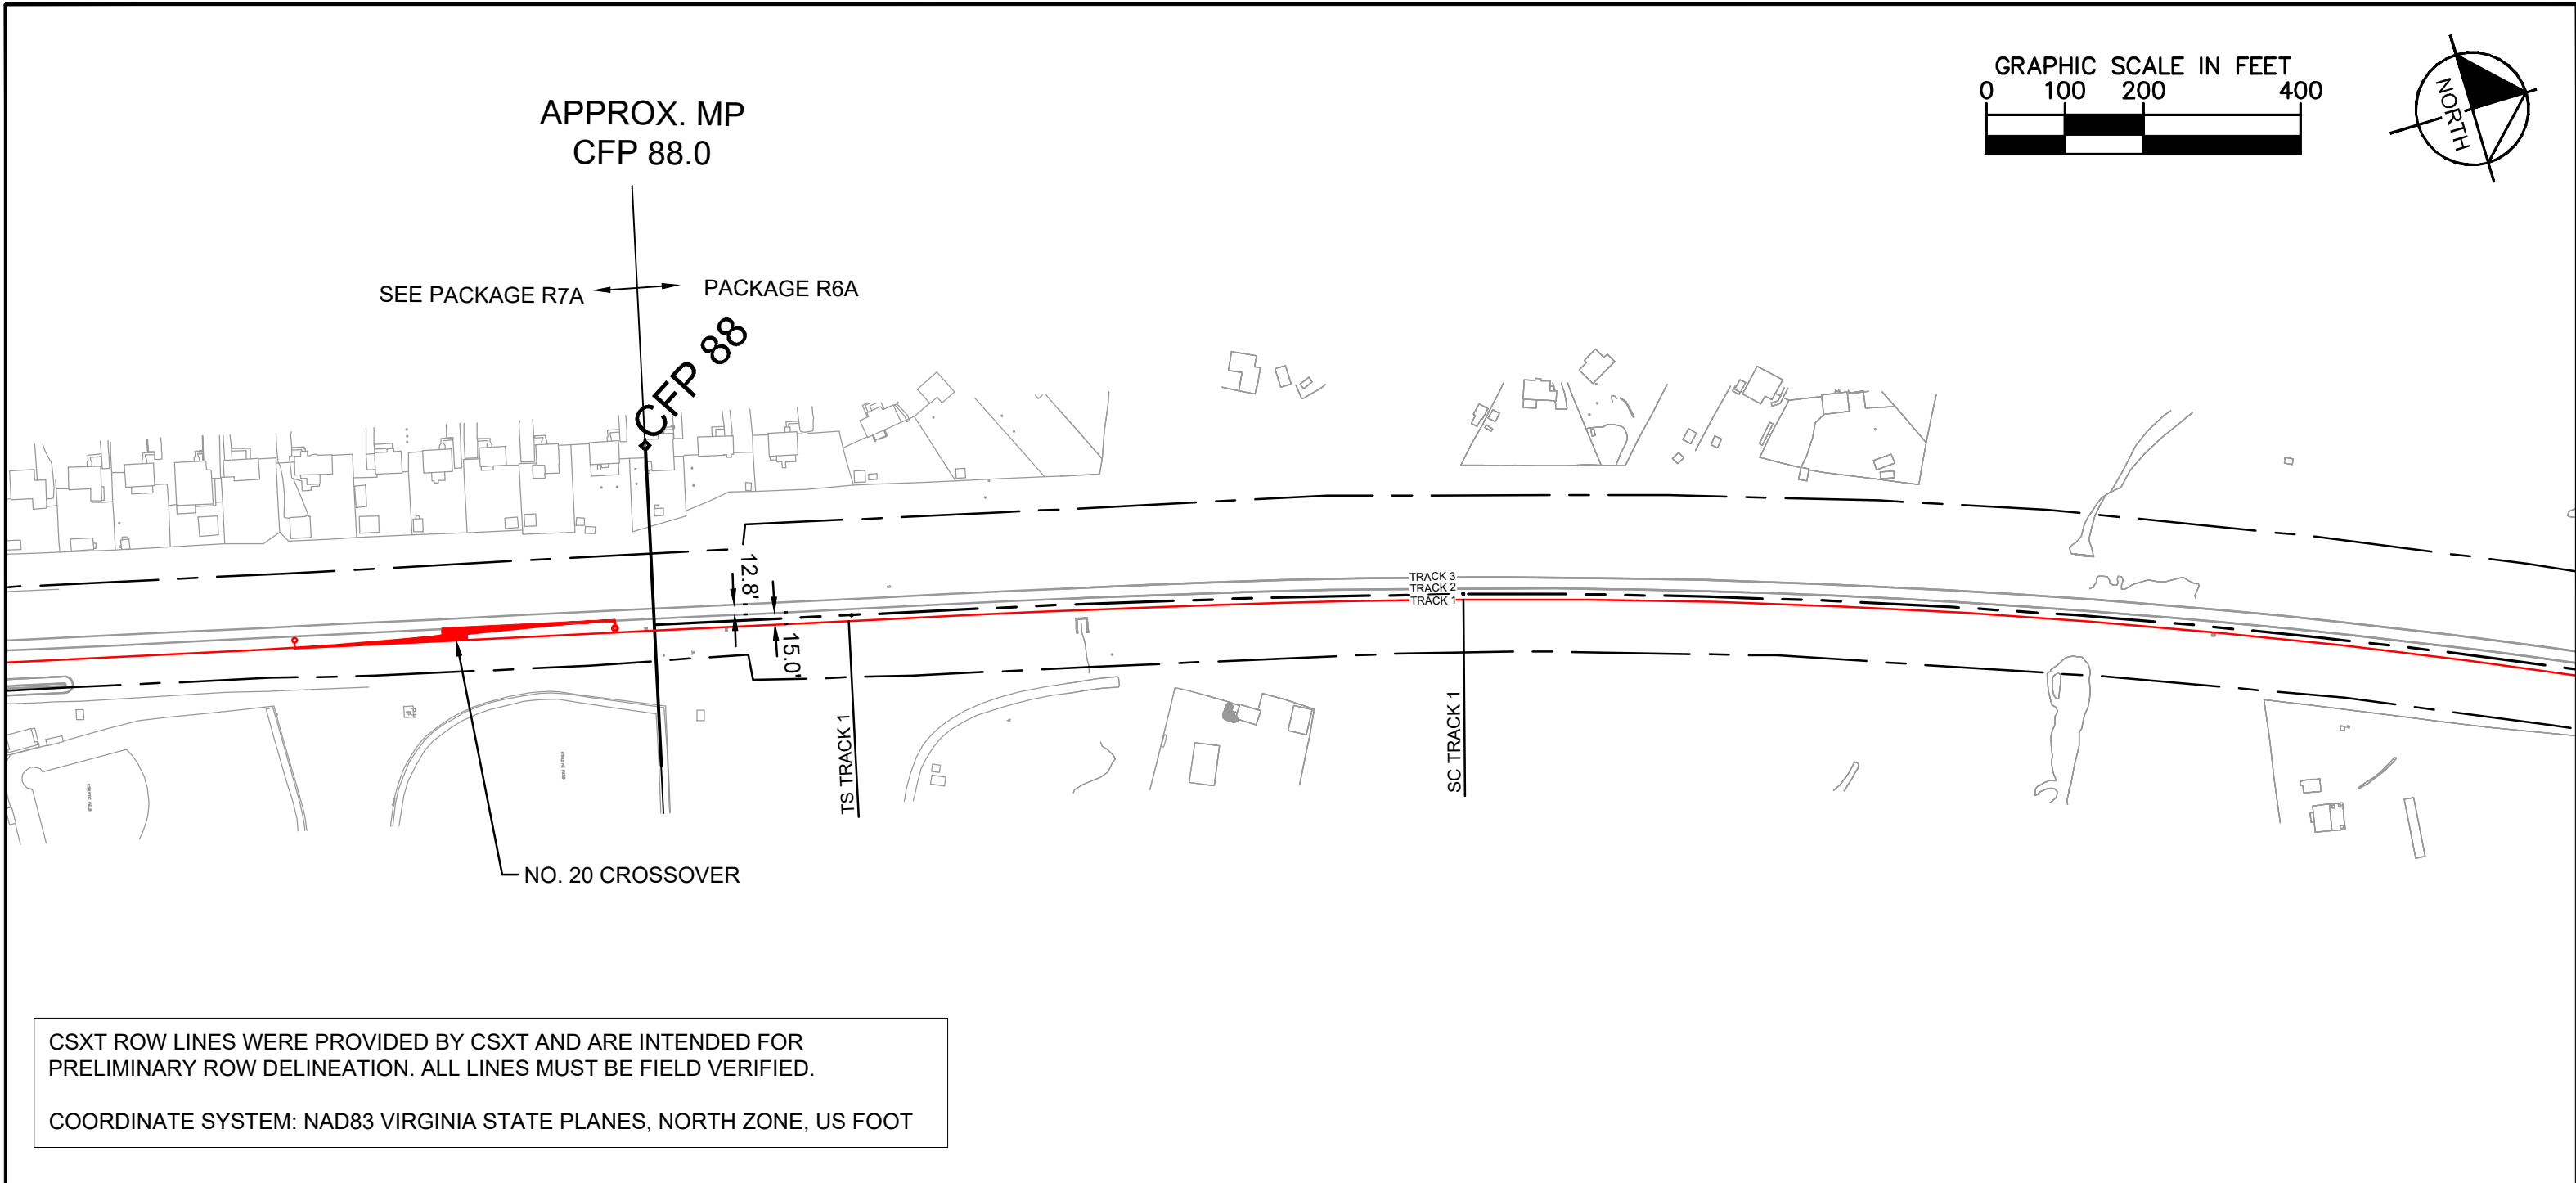 GRAPHIC SCALE IN FEET
0 100 200 400
NORTH
APPROX. MP
CFP 88.0
SEE PACKAGE R7A
PACKAGE R6A
CFP 88
12.8'
15.0'
TRACK 3
TRACK 2
TRACK 1
TS TRACK 1
SC TRACK 1
NO. 20 CROSSOVER
CSXT ROW LINES WERE PROVIDED BY CSXT AND ARE INTENDED FOR
PRELIMINARY ROW DELINEATION. ALL LINES MUST BE FIELD VERIFIED.
COORDINATE SYSTEM: NAD83 VIRGINIA STATE PLANES, NORTH ZONE, US FOOT